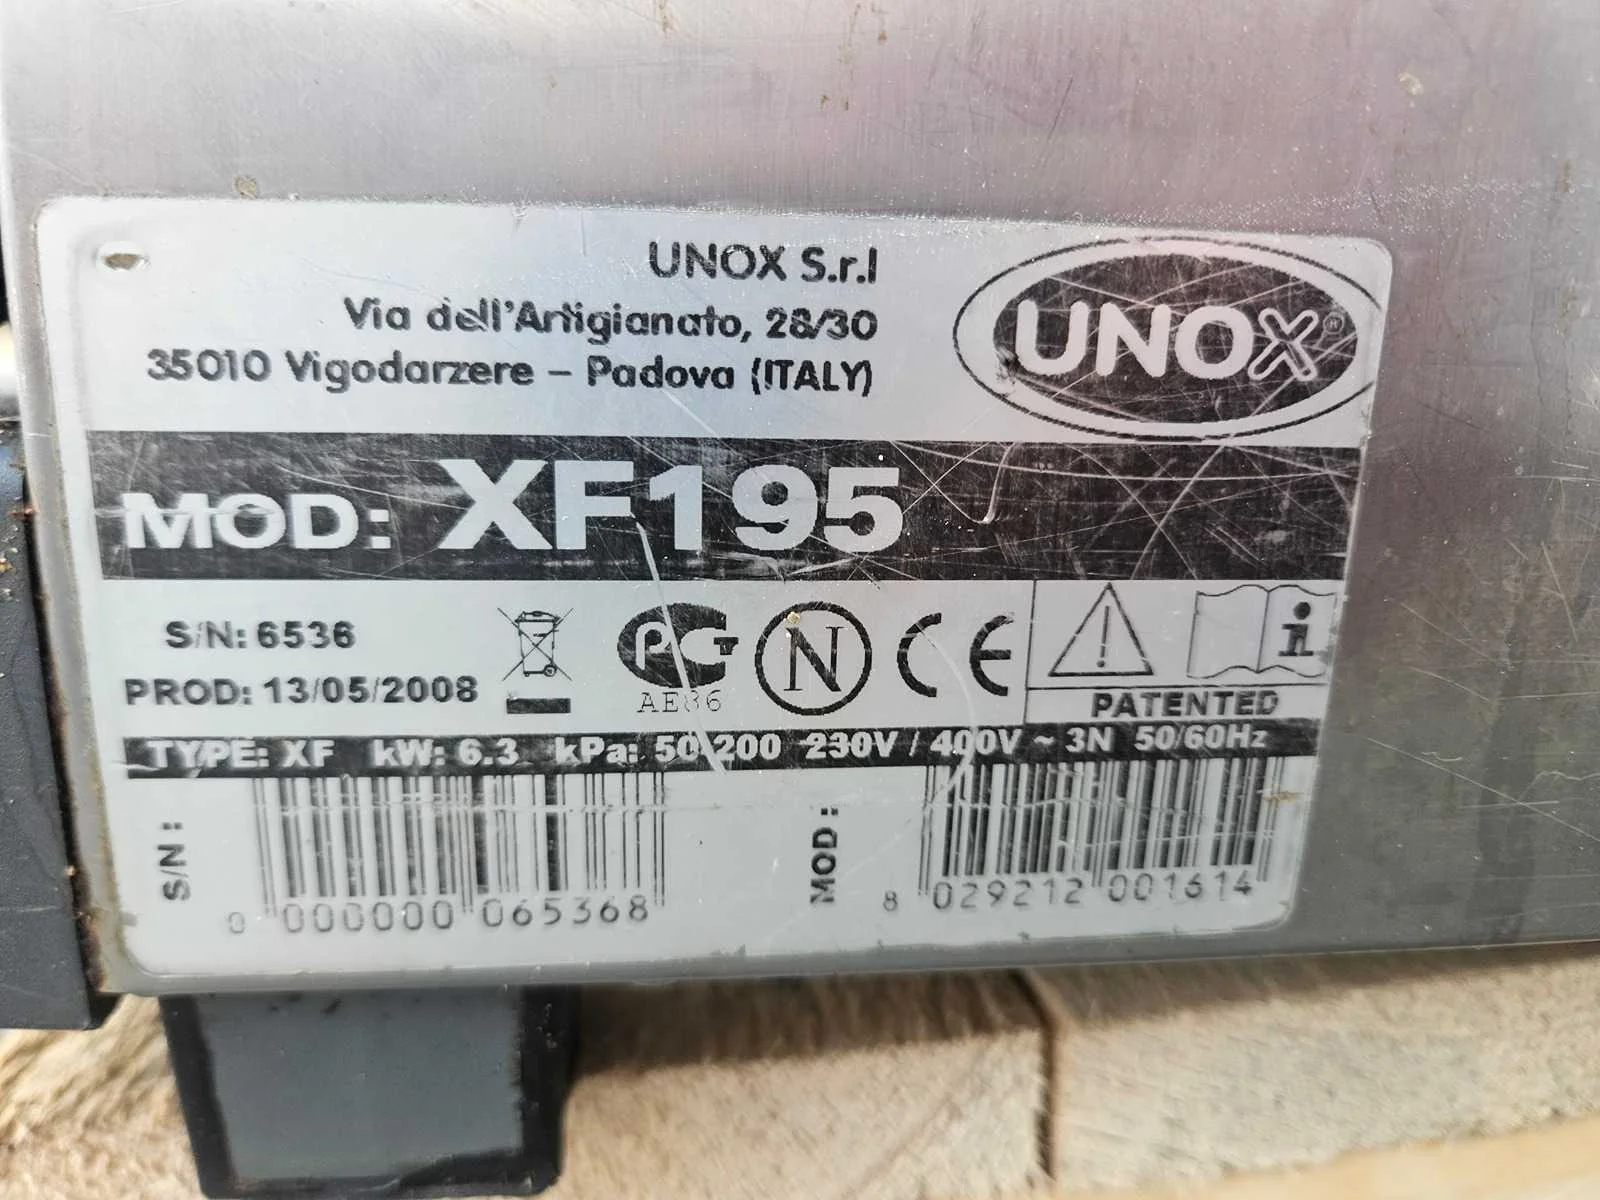 UNOX S.r.l
Via dell'Artigianato, 28/30
35010 Vigodarzere – Padova (ITALY)
UNOX
MOD: XF195
S/N: 6536
PROD: 13/05/2008
PG
AE86
N
CE
i
PATENTED
TYPE: XF kW: 6.3 kPa: 50-200 230V / 400V ~ 3N 50/60Hz
S/N :
0 000000 065368
MOD :
8 029212 001614